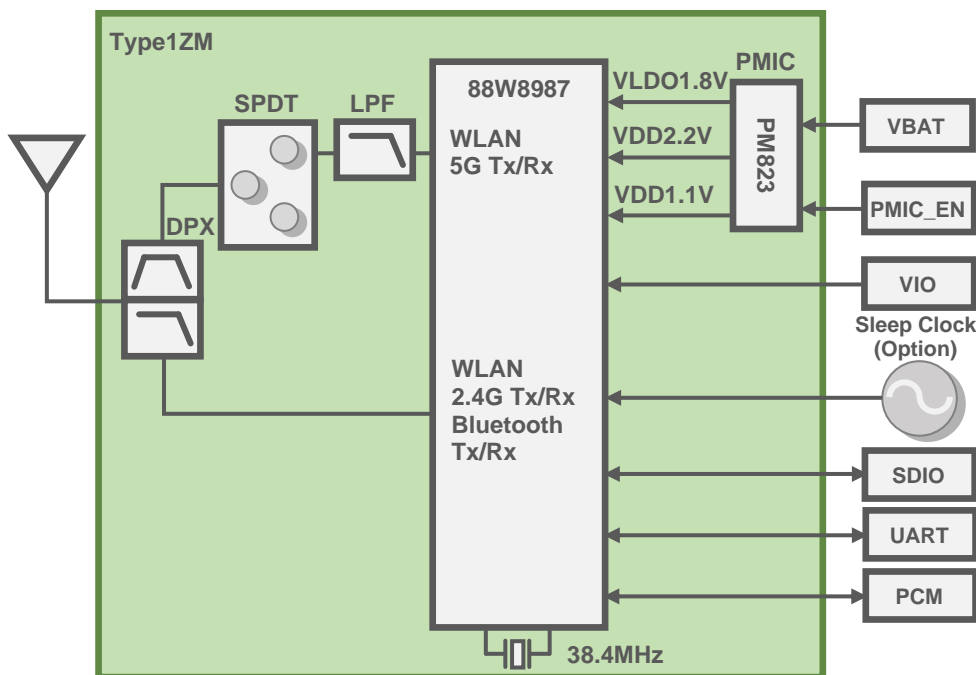 Type1ZM
SPDT
LPF
DPX
88W8987
WLAN
5G Tx/Rx
WLAN
2.4G Tx/Rx
Bluetooth
Tx/Rx
38.4MHz
VLDO1.8V
VDD2.2V
VDD1.1V
PMIC
PM823
VBAT
PMIC_EN
VIO
Sleep Clock
(Option)
SDIO
UART
PCM